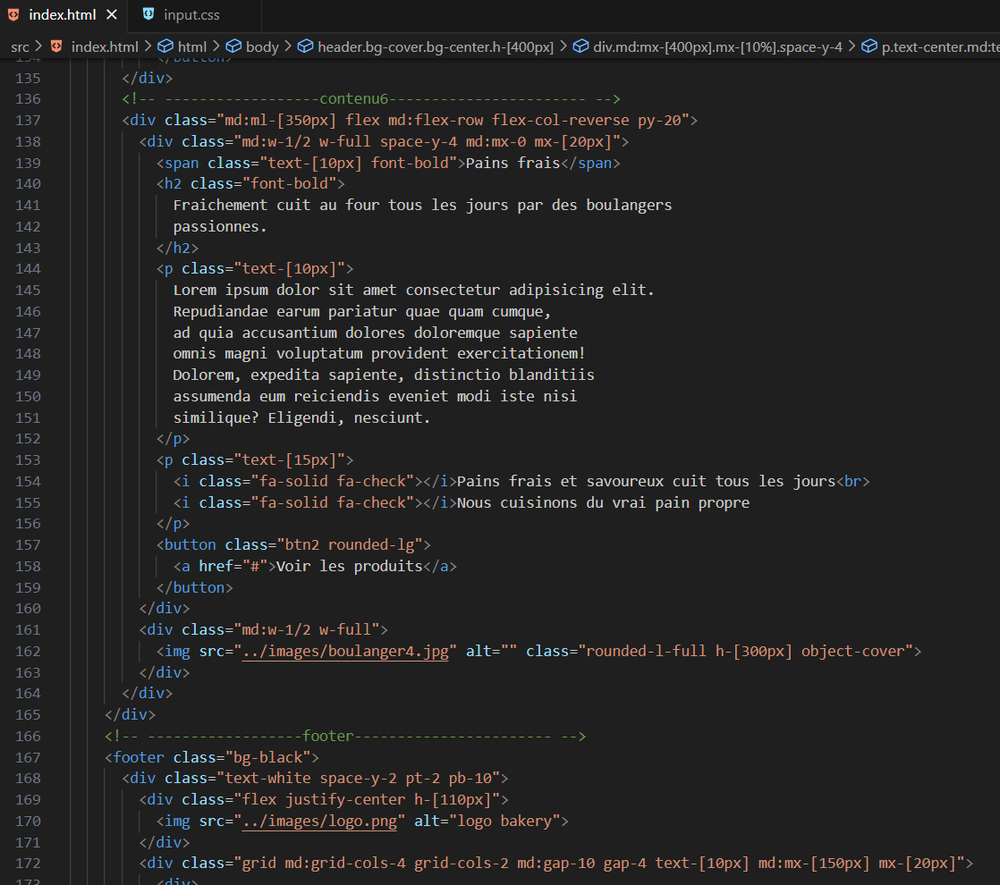 index.html ✕ input.css
src > index.html > html > body > header.bg-cover.bg-center.h-[400px] > div.md:mx-[400px].mx-[10%].space-y-4 > p.text-center.md:te
134 </button>
135 </div>
136 <!-- ------------------contenu6----------------------- -->
137 <div class="md:ml-[350px] flex md:flex-row flex-col-reverse py-20">
138 <div class="md:w-1/2 w-full space-y-4 md:mx-0 mx-[20px]">
139 <span class="text-[10px] font-bold">Pains frais</span>
140 <h2 class="font-bold">
141 Fraichement cuit au four tous les jours par des boulangers
142 passionnes.
143 </h2>
144 <p class="text-[10px]">
145 Lorem ipsum dolor sit amet consectetur adipisicing elit.
146 Repudiandae earum pariatur quae quam cumque,
147 ad quia accusantium dolores doloremque sapiente
148 omnis magni voluptatum provident exercitationem!
149 Dolorem, expedita sapiente, distinctio blanditiis
150 assumenda eum reiciendis eveniet modi iste nisi
151 similique? Eligendi, nesciunt.
152 </p>
153 <p class="text-[15px]">
154 <i class="fa-solid fa-check"></i>Pains frais et savoureux cuit tous les jours<br>
155 <i class="fa-solid fa-check"></i>Nous cuisinons du vrai pain propre
156 </p>
157 <button class="btn2 rounded-lg">
158 <a href="#">Voir les produits</a>
159 </button>
160 </div>
161 <div class="md:w-1/2 w-full">
162 <img src="../images/boulanger4.jpg" alt="" class="rounded-l-full h-[300px] object-cover">
163 </div>
164 </div>
165 </div>
166 <!-- ------------------footer----------------------- -->
167 <footer class="bg-black">
168 <div class="text-white space-y-2 pt-2 pb-10">
169 <div class="flex justify-center h-[110px]">
170 <img src="../images/logo.png" alt="logo bakery">
171 </div>
172 <div class="grid md:grid-cols-4 grid-cols-2 md:gap-10 gap-4 text-[10px] md:mx-[150px] mx-[20px]">
173 <div>